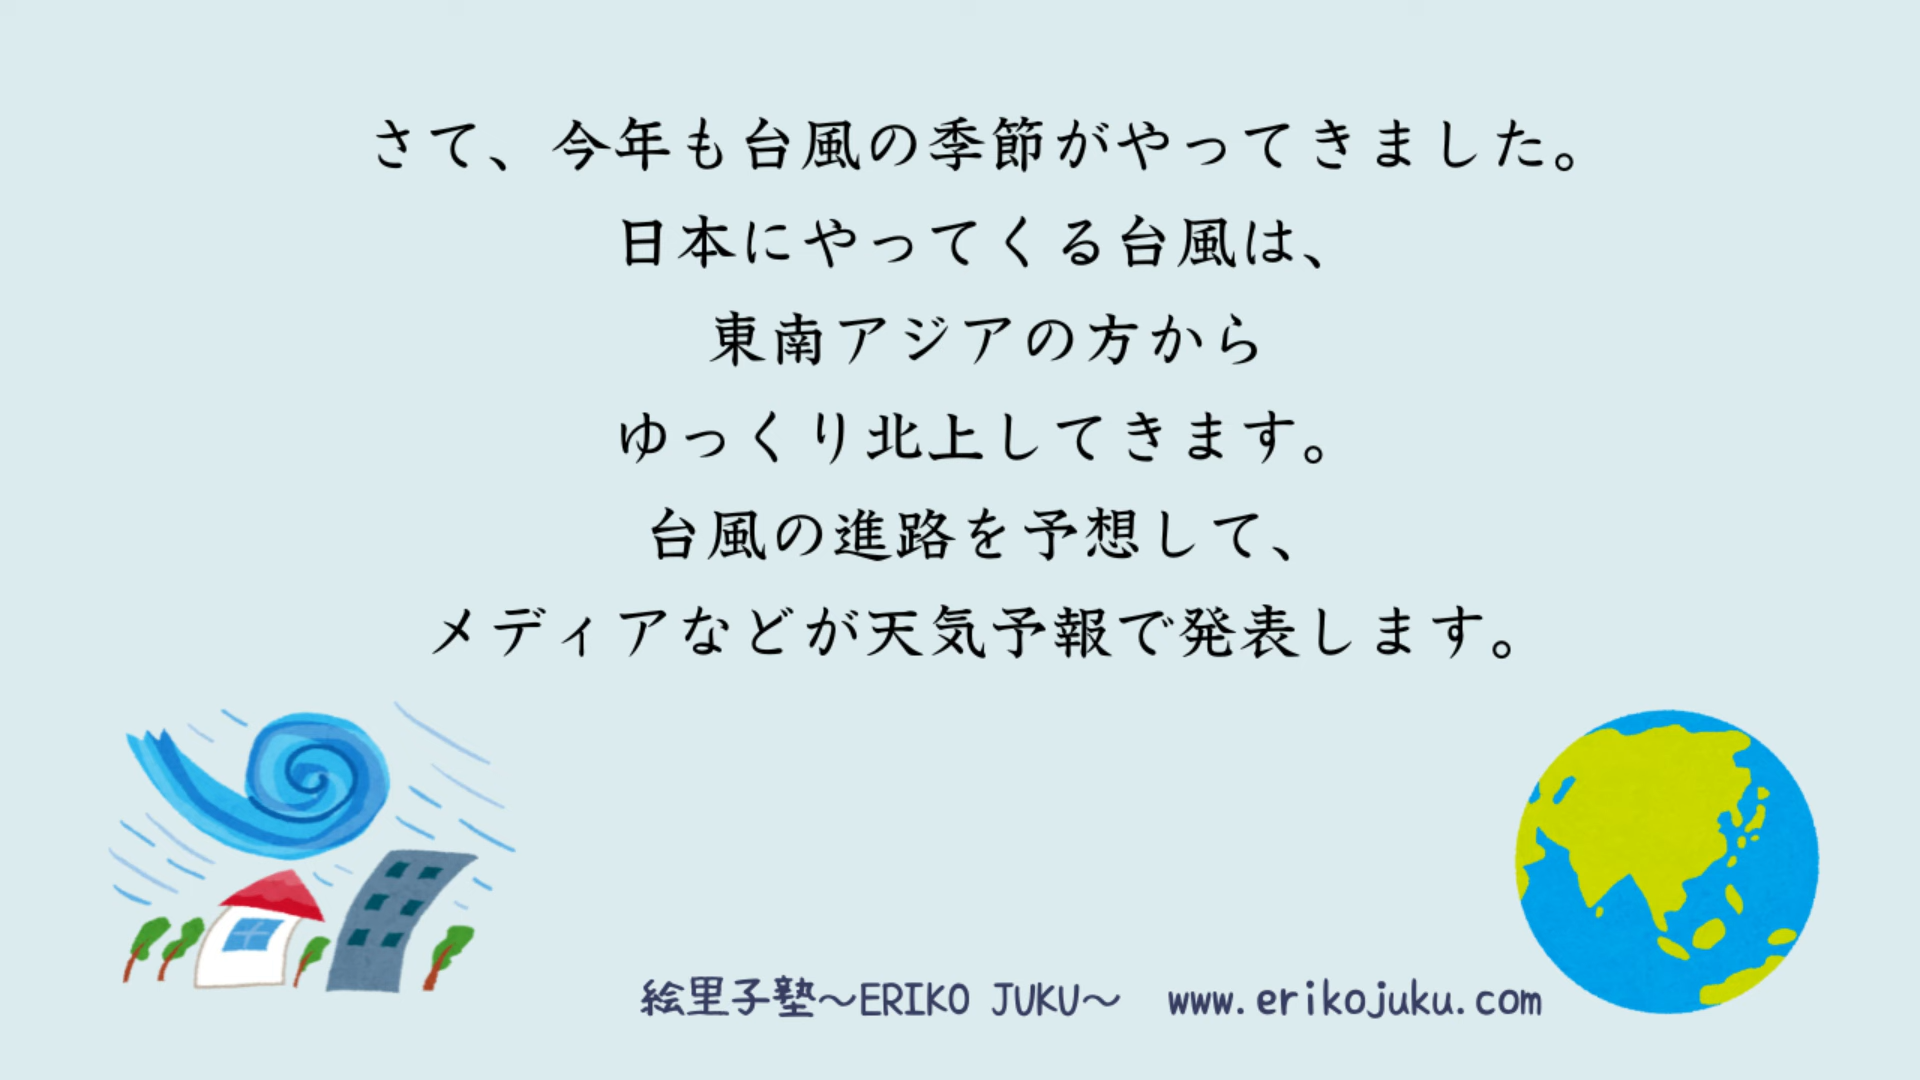 さて、今年も台風の季節がやってきました。
日本にやってくる台風は、
東南アジアの方から
ゆっくり北上してきます。
台風の進路を予想して、
メディアなどが天気予報で発表します。
絵里子塾～ERIKO JUKU～　www.erikojuku.com